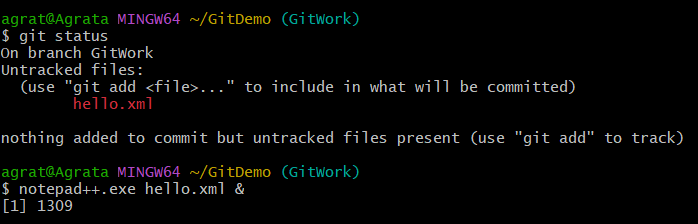 agrat@Agrata MINGW64 ~/GitDemo (GitWork)
$ git status
On branch GitWork
Untracked files:
  (use "git add <file>..." to include in what will be committed)
        hello.xml

nothing added to commit but untracked files present (use "git add" to track)

agrat@Agrata MINGW64 ~/GitDemo (GitWork)
$ notepad++.exe hello.xml &
[1] 1309